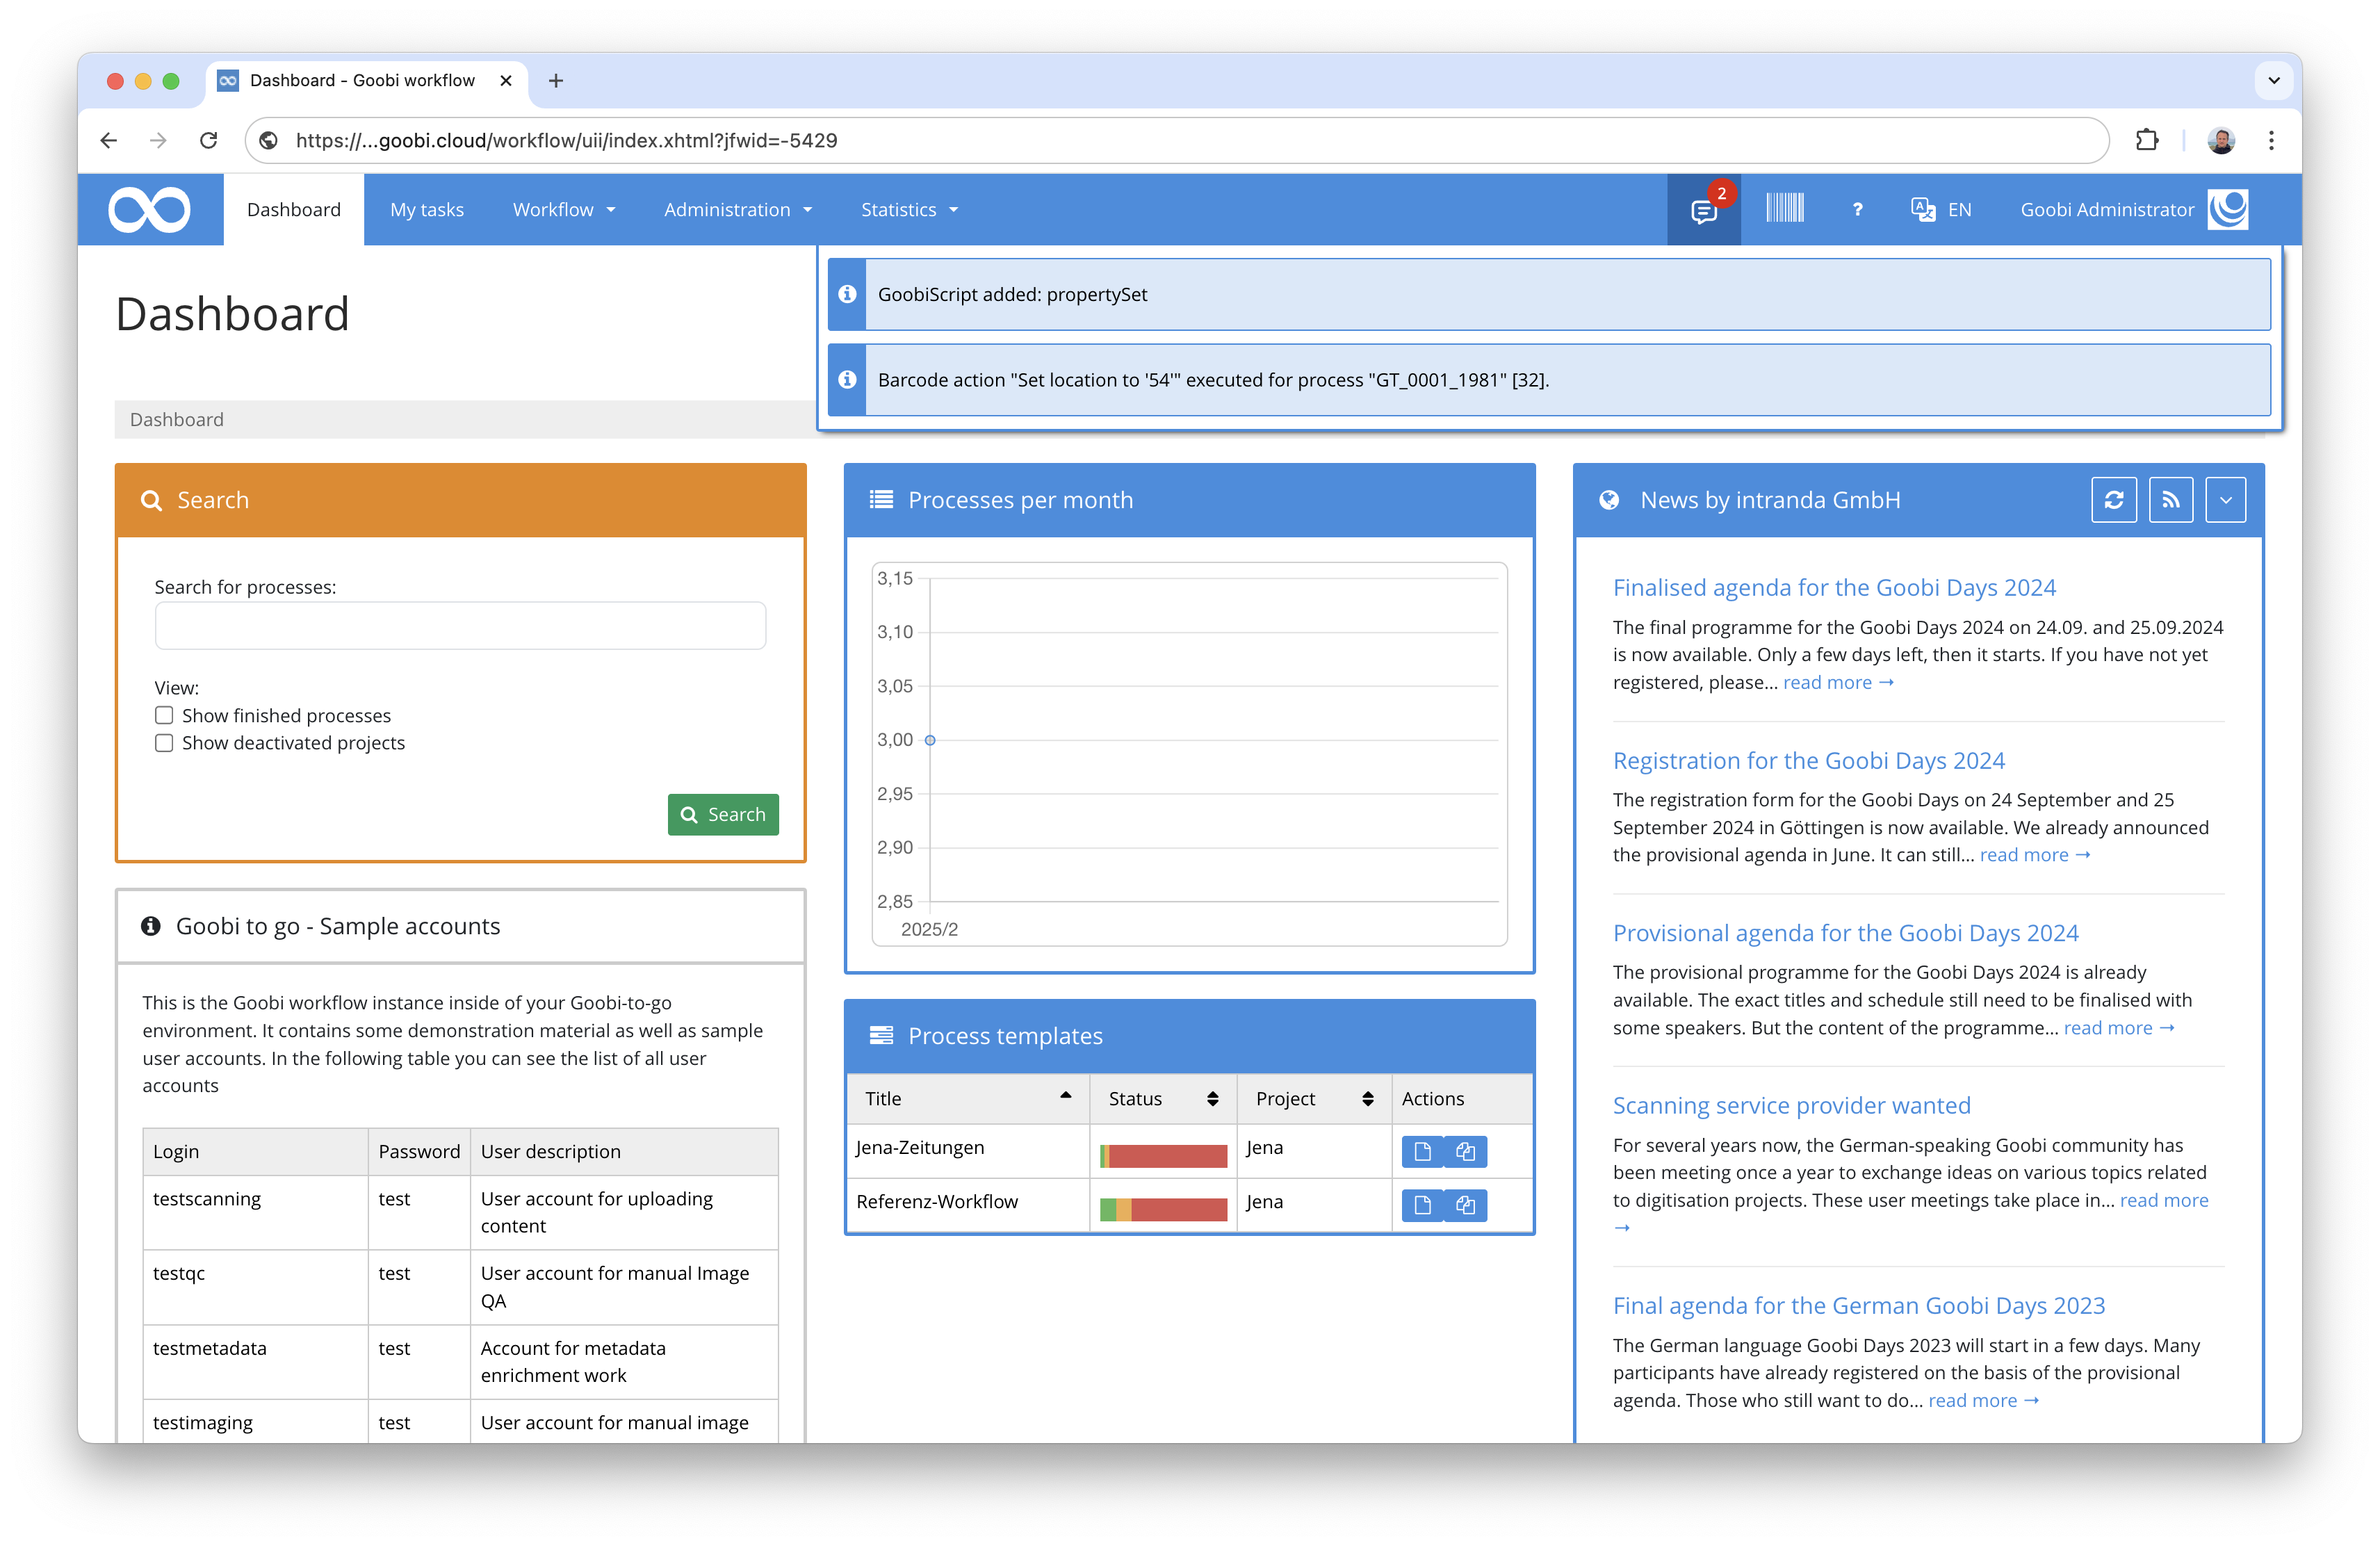 Dashboard - Goobi workflow
https://...goobi.cloud/workflow/uii/index.xhtml?jfwid=-5429
Dashboard
My tasks
Workflow
Administration
Statistics
2
?
EN
Goobi Administrator
GoobiScript added: propertySet
Barcode action "Set location to '54'" executed for process "GT_0001_1981" [32].
Dashboard
Dashboard
Search
Search for processes:
View:
Show finished processes
Show deactivated projects
Search
Goobi to go - Sample accounts
This is the Goobi workflow instance inside of your Goobi-to-go
environment. It contains some demonstration material as well as sample
user accounts. In the following table you can see the list of all user
accounts
Login Password User description
testscanning test User account for uploading
content
testqc test User account for manual Image
QA
testmetadata test Account for metadata
enrichment work
testimaging test User account for manual image
Processes per month
3,15
3,10
3,05
3,00
2,95
2,90
2,85
2025/2
Process templates
Title Status Project Actions
Jena-Zeitungen Jena
Referenz-Workflow Jena
News by intranda GmbH
Finalised agenda for the Goobi Days 2024
The final programme for the Goobi Days 2024 on 24.09. and 25.09.2024
is now available. Only a few days left, then it starts. If you have not yet
registered, please... read more →
Registration for the Goobi Days 2024
The registration form for the Goobi Days on 24 September and 25
September 2024 in Göttingen is now available. We already announced
the provisional agenda in June. It can still... read more →
Provisional agenda for the Goobi Days 2024
The provisional programme for the Goobi Days 2024 is already
available. The exact titles and schedule still need to be finalised with
some speakers. But the content of the programme... read more →
Scanning service provider wanted
For several years now, the German-speaking Goobi community has
been meeting once a year to exchange ideas on various topics related
to digitisation projects. These user meetings take place in... read more
→
Final agenda for the German Goobi Days 2023
The German language Goobi Days 2023 will start in a few days. Many
participants have already registered on the basis of the provisional
agenda. Those who still want to do... read more →